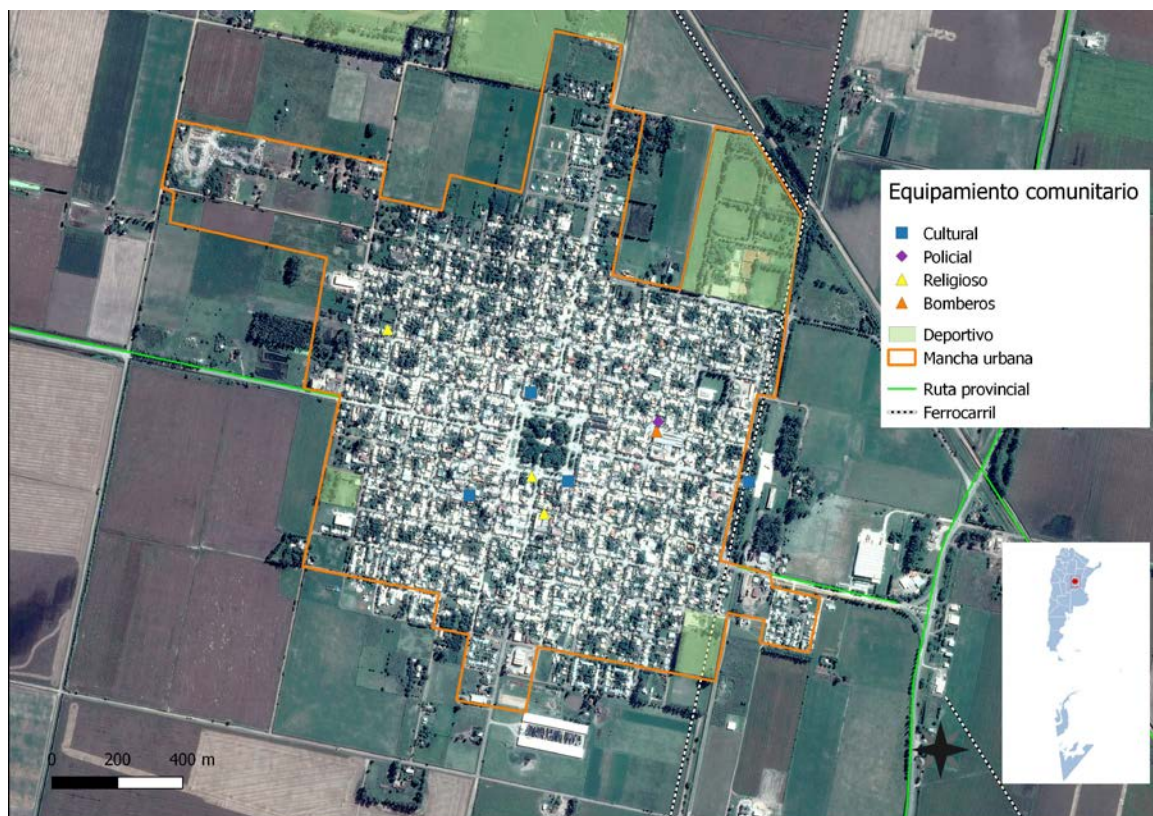 Equipamiento comunitario
Cultural
Policial
Religioso
Bomberos
Deportivo
Mancha urbana
Ruta provincial
Ferrocarril
0 200 400 m